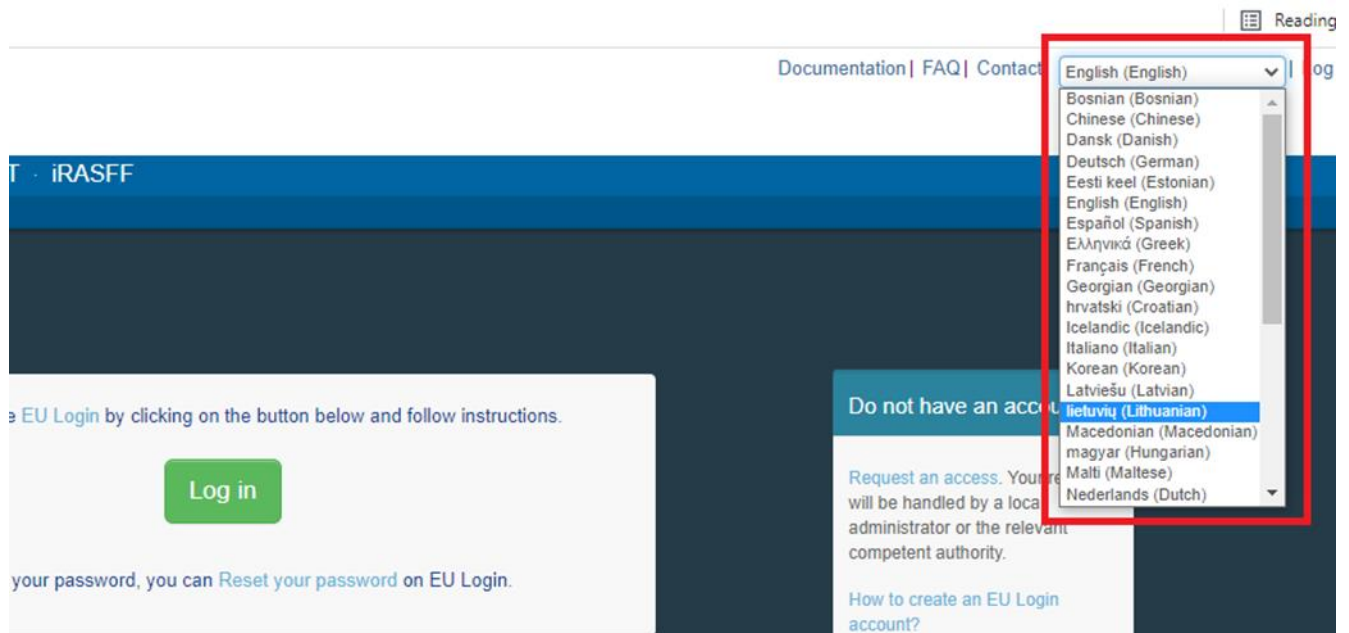 Reading
Documentation | FAQ | Contact
English (English)
Bosnian (Bosnian)
Chinese (Chinese)
Dansk (Danish)
Deutsch (German)
Eesti keel (Estonian)
English (English)
Español (Spanish)
Ελληνικά (Greek)
Français (French)
Georgian (Georgian)
hrvatski (Croatian)
Icelandic (Icelandic)
Italiano (Italian)
Korean (Korean)
Latviešu (Latvian)
lietuvių (Lithuanian)
Macedonian (Macedonian)
magyar (Hungarian)
Malti (Maltese)
Nederlands (Dutch)
T · iRASFF
EU Login by clicking on the button below and follow instructions.
Log in
your password, you can Reset your password on EU Login.
Do not have an
Request an access. Your
will be handled by a
administrator or the relevant
competent authority.
How to create an EU Login
account?